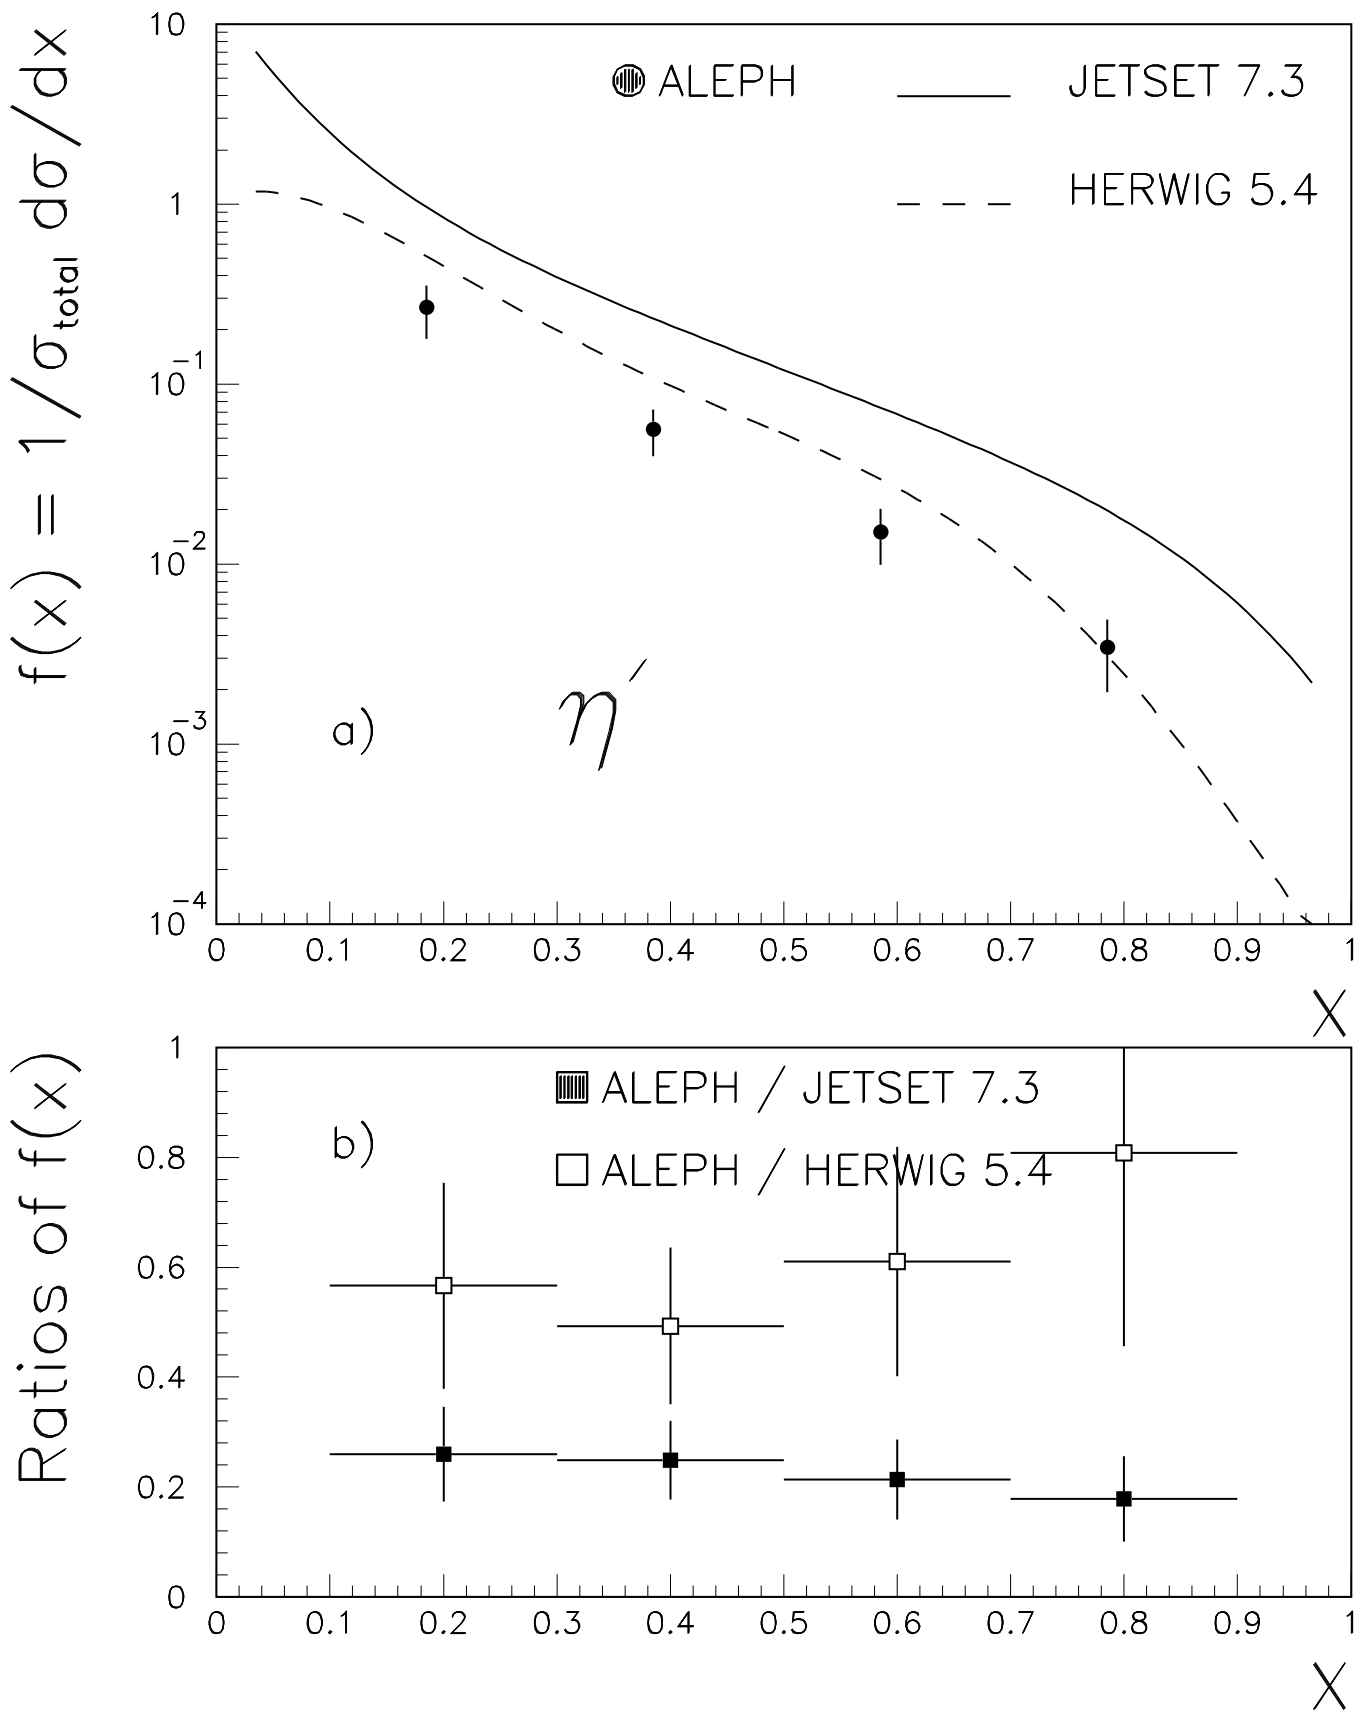 f(x) = 1/σ_total dσ/dx
10
1
10^-1
10^-2
10^-3
10^-4
ALEPH
JETSET 7.3
HERWIG 5.4
a)
η′
0 0.1 0.2 0.3 0.4 0.5 0.6 0.7 0.8 0.9 1
X
Ratios of f(x)
1
0.8
0.6
0.4
0.2
0
b)
ALEPH / JETSET 7.3
ALEPH / HERWIG 5.4
0 0.1 0.2 0.3 0.4 0.5 0.6 0.7 0.8 0.9 1
X